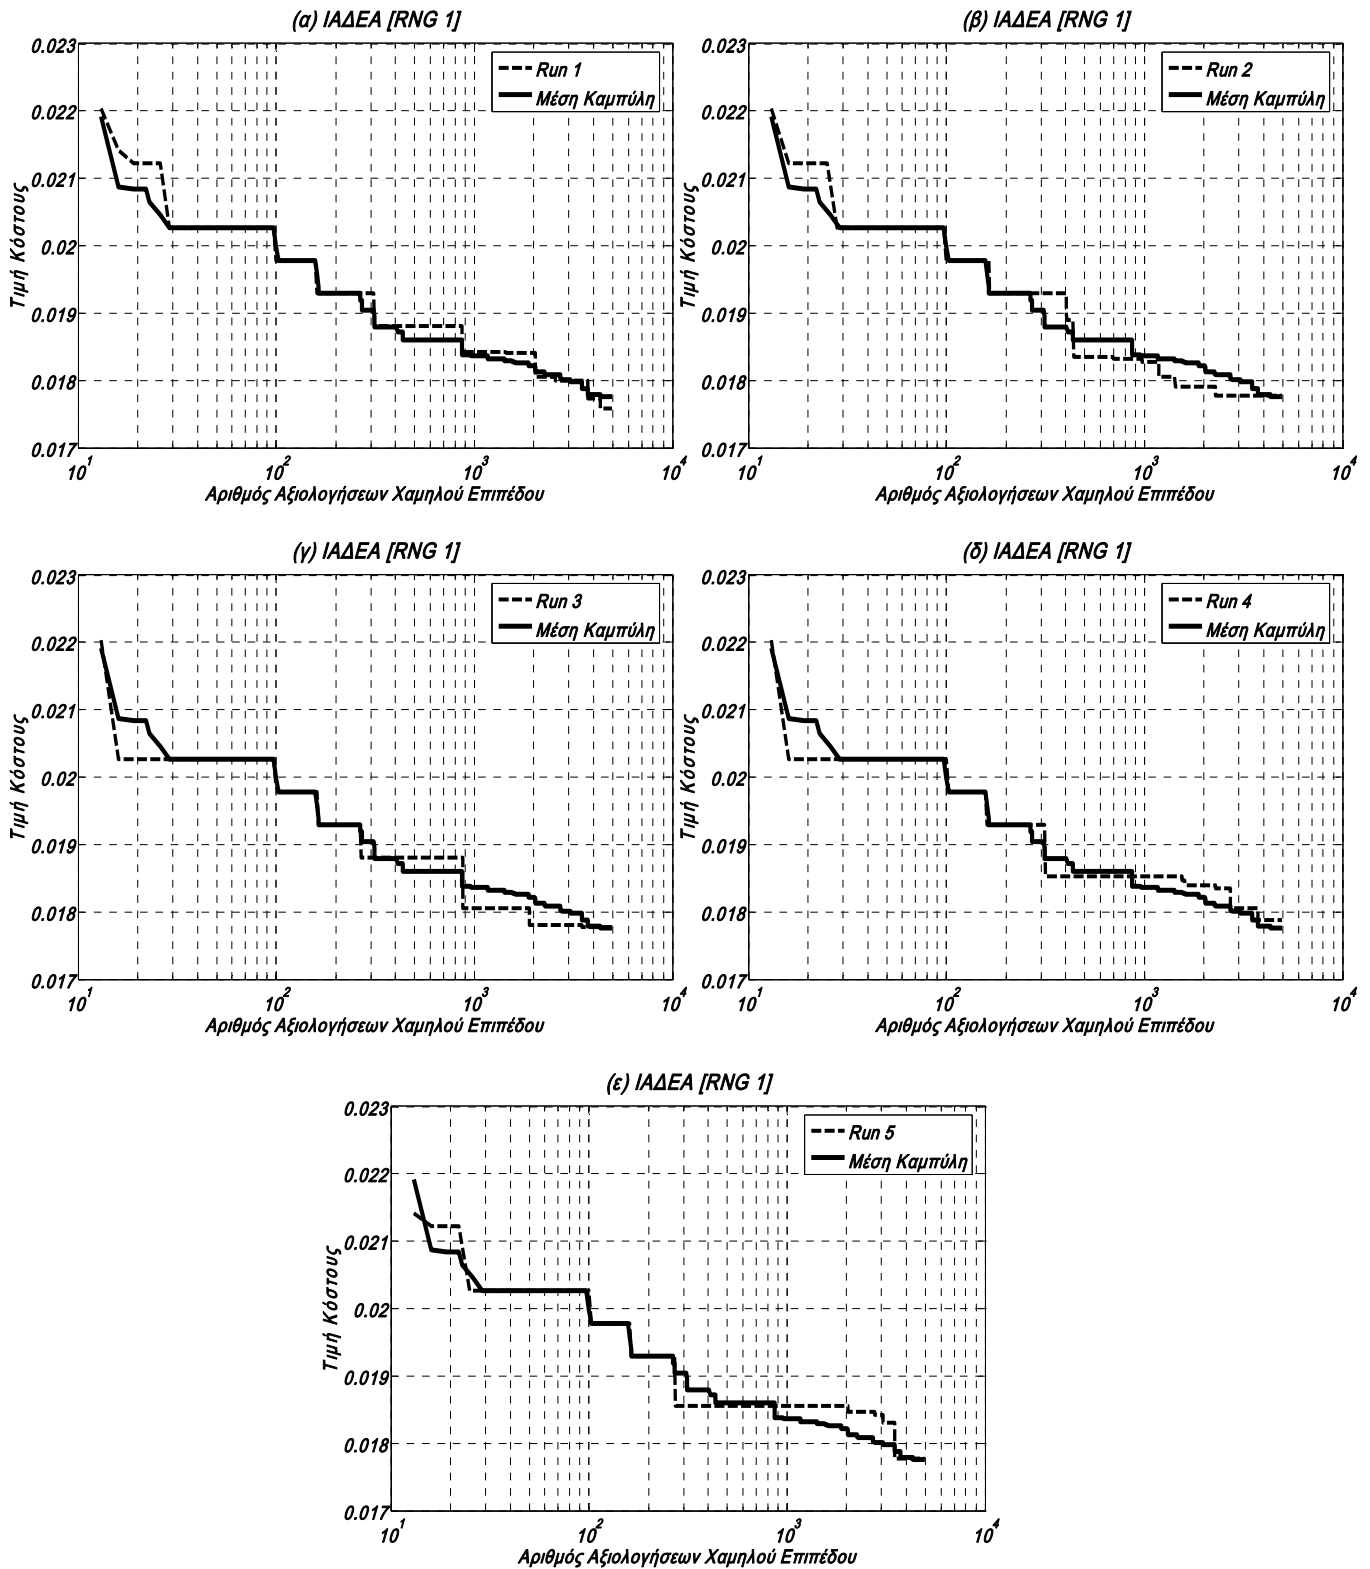 (α) ΙΑΔΕΑ [RNG 1]
Run 1
Μέση Καμπύλη
Τιμή Κόστους
0.023
0.022
0.021
0.02
0.019
0.018
0.017
10^1 10^2 10^3 10^4
Αριθμός Αξιολογήσεων Χαμηλού Επιπέδου
(β) ΙΑΔΕΑ [RNG 1]
Run 2
Μέση Καμπύλη
Τιμή Κόστους
0.023
0.022
0.021
0.02
0.019
0.018
0.017
10^1 10^2 10^3 10^4
Αριθμός Αξιολογήσεων Χαμηλού Επιπέδου
(γ) ΙΑΔΕΑ [RNG 1]
Run 3
Μέση Καμπύλη
Τιμή Κόστους
0.023
0.022
0.021
0.02
0.019
0.018
0.017
10^1 10^2 10^3 10^4
Αριθμός Αξιολογήσεων Χαμηλού Επιπέδου
(δ) ΙΑΔΕΑ [RNG 1]
Run 4
Μέση Καμπύλη
Τιμή Κόστους
0.023
0.022
0.021
0.02
0.019
0.018
0.017
10^1 10^2 10^3 10^4
Αριθμός Αξιολογήσεων Χαμηλού Επιπέδου
(ε) ΙΑΔΕΑ [RNG 1]
Run 5
Μέση Καμπύλη
Τιμή Κόστους
0.023
0.022
0.021
0.02
0.019
0.018
0.017
10^1 10^2 10^3 10^4
Αριθμός Αξιολογήσεων Χαμηλού Επιπέδου